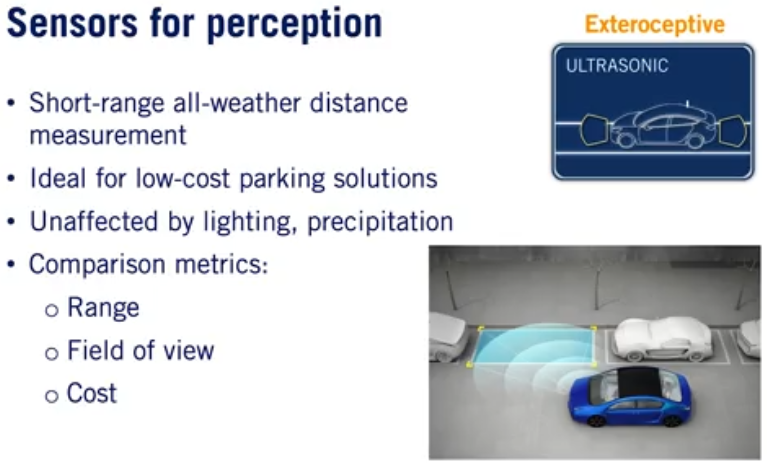 Sensors for perception
Exteroceptive
ULTRASONIC
• Short-range all-weather distance
measurement
• Ideal for low-cost parking solutions
• Unaffected by lighting, precipitation
• Comparison metrics:
o Range
o Field of view
o Cost